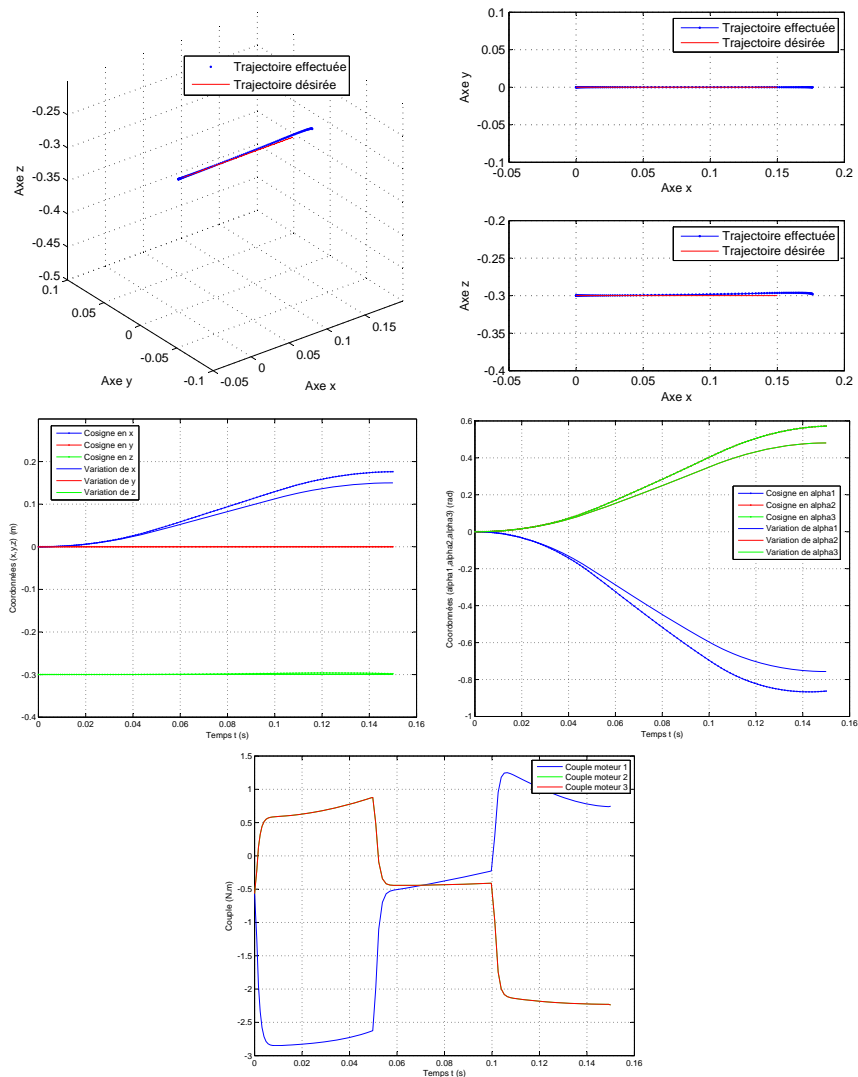 Trajectoire effectuée
Trajectoire désirée
-0.25
-0.3
-0.35
-0.4
-0.45
-0.5
Axe z
0.1
0.05
0
-0.05
-0.1
Axe y
-0.05
0
0.05
0.1
0.15
Axe x
Trajectoire effectuée
Trajectoire désirée
0.1
0.05
0
-0.05
-0.1
Axe y
-0.05
0
0.05
0.1
0.15
0.2
Axe x
Trajectoire effectuée
Trajectoire désirée
-0.2
-0.25
-0.3
-0.35
-0.4
Axe z
-0.05
0
0.05
0.1
0.15
0.2
Axe x
Cosigne en x
Cosigne en y
Cosigne en z
Variation de x
Variation de y
Variation de z
0.2
0.1
0
-0.1
-0.2
-0.3
-0.4
Coordonnées (x,y,z) (m)
0
0.02
0.04
0.06
0.08
0.1
0.12
0.14
0.16
Temps t (s)
Cosigne en alpha1
Cosigne en alpha2
Cosigne en alpha3
Variation de alpha1
Variation de alpha2
Variation de alpha3
0.6
0.4
0.2
0
-0.2
-0.4
-0.6
-0.8
-1
Coordonnées (alpha1,alpha2,alpha3) (rad)
0
0.02
0.04
0.06
0.08
0.1
0.12
0.14
0.16
Temps t (s)
Couple moteur 1
Couple moteur 2
Couple moteur 3
1.5
1
0.5
0
-0.5
-1
-1.5
-2
-2.5
-3
Couple (N.m)
0
0.02
0.04
0.06
0.08
0.1
0.12
0.14
0.16
Temps t (s)